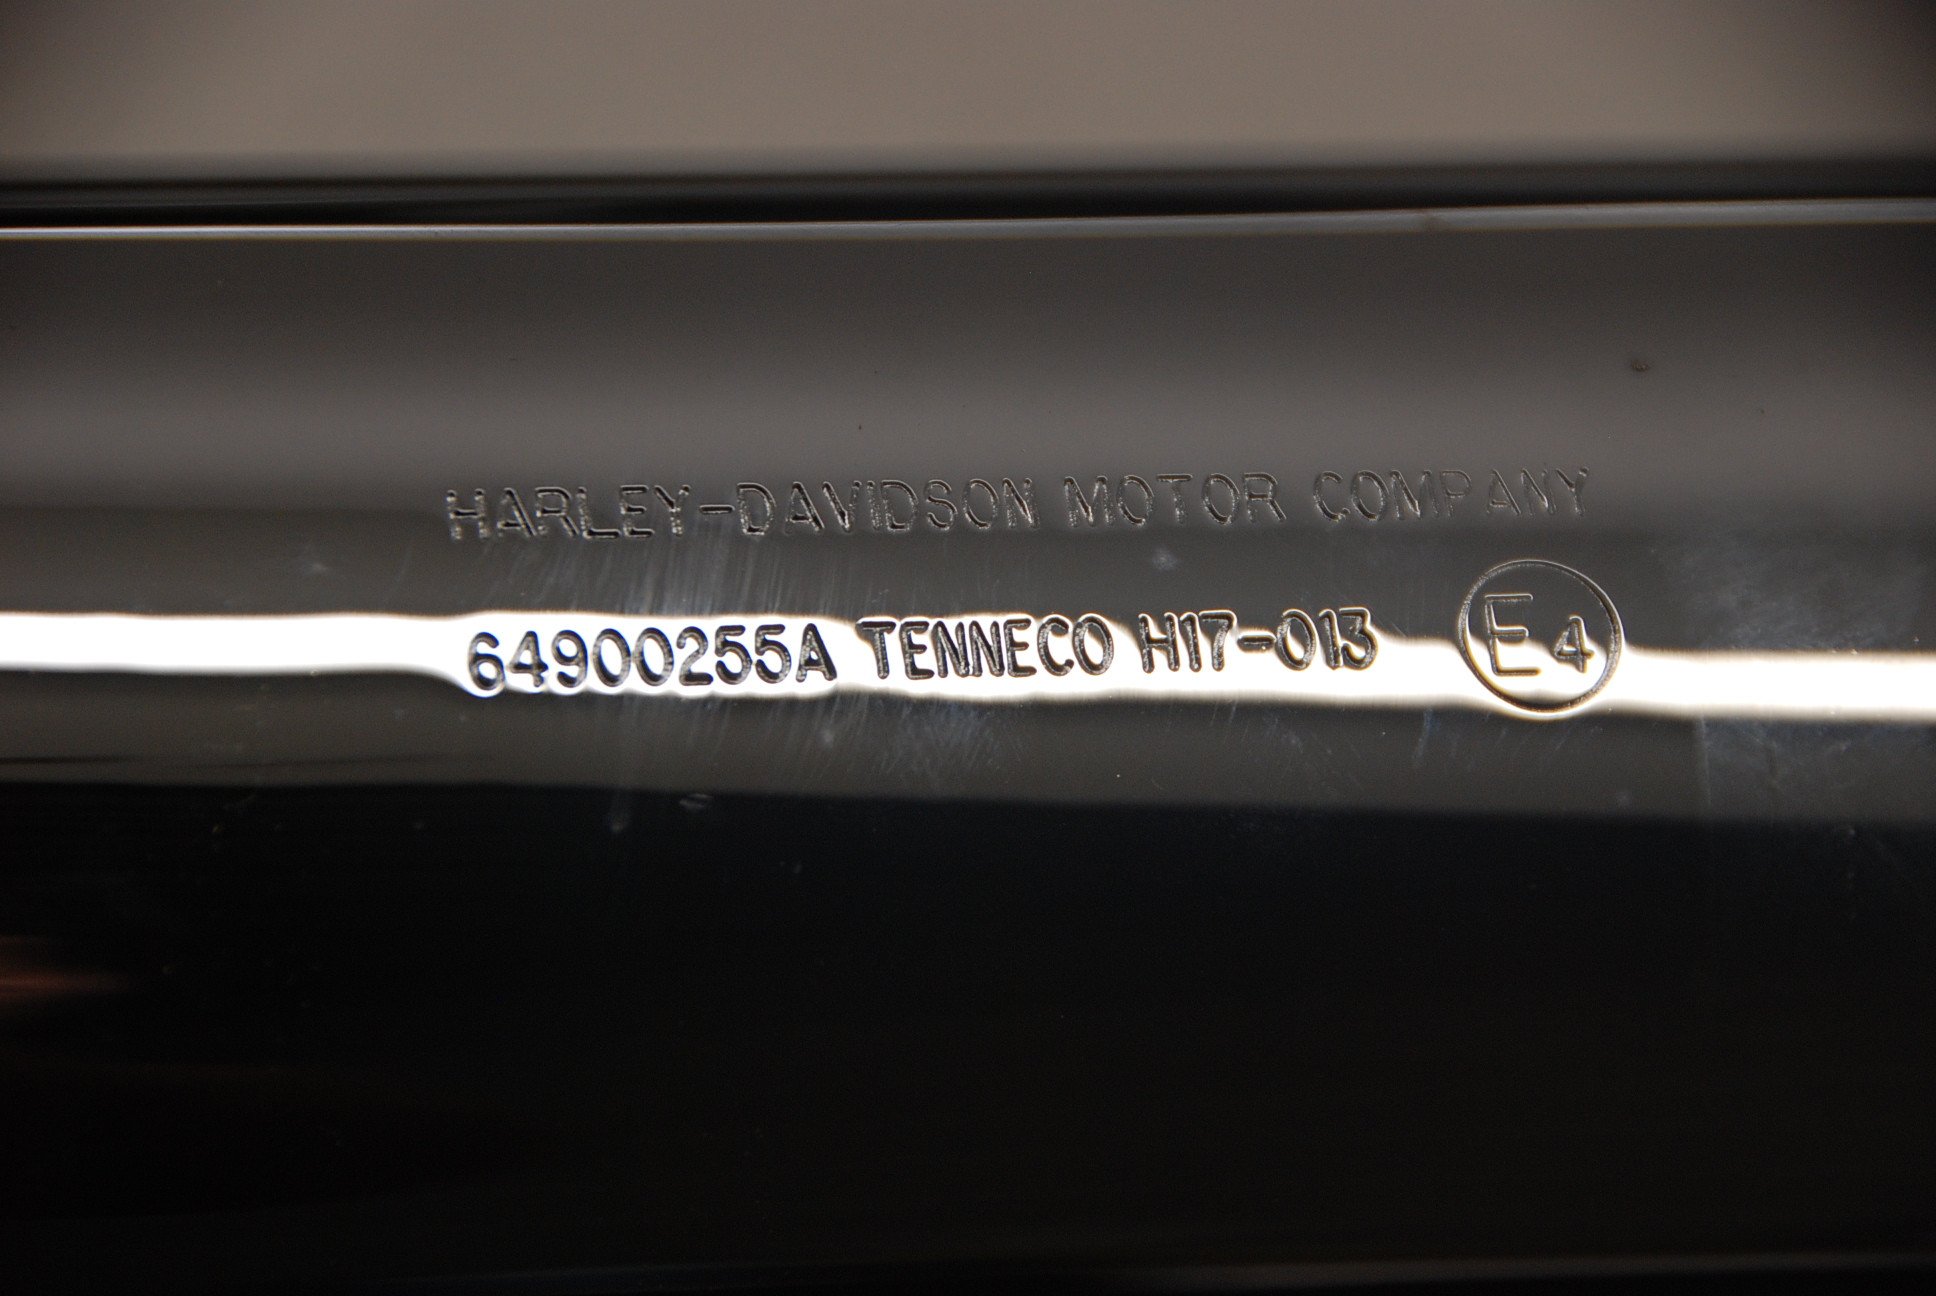 HARLEY-DAVIDSON MOTOR COMPANY
64900255A TENNECO H17-013 E4